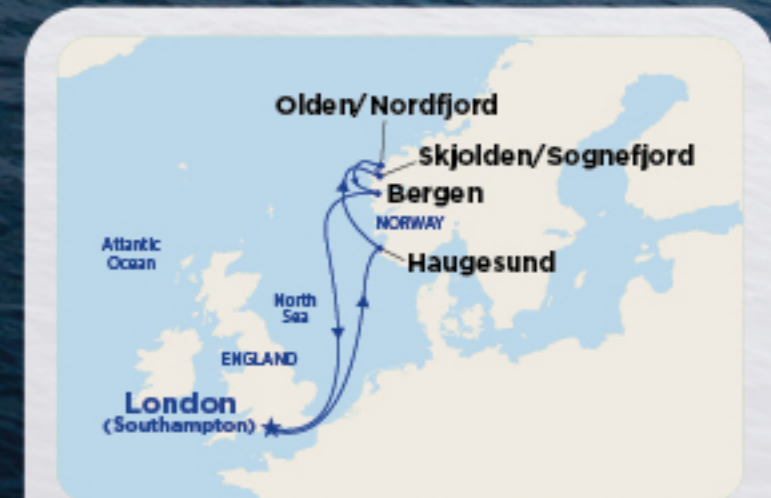 Olden/Nordfjord
Skjolden/Sognefjord
Bergen
NORWAY
Atlantic
Ocean
Haugesund
North
Sea
ENGLAND
London
(Southampton)